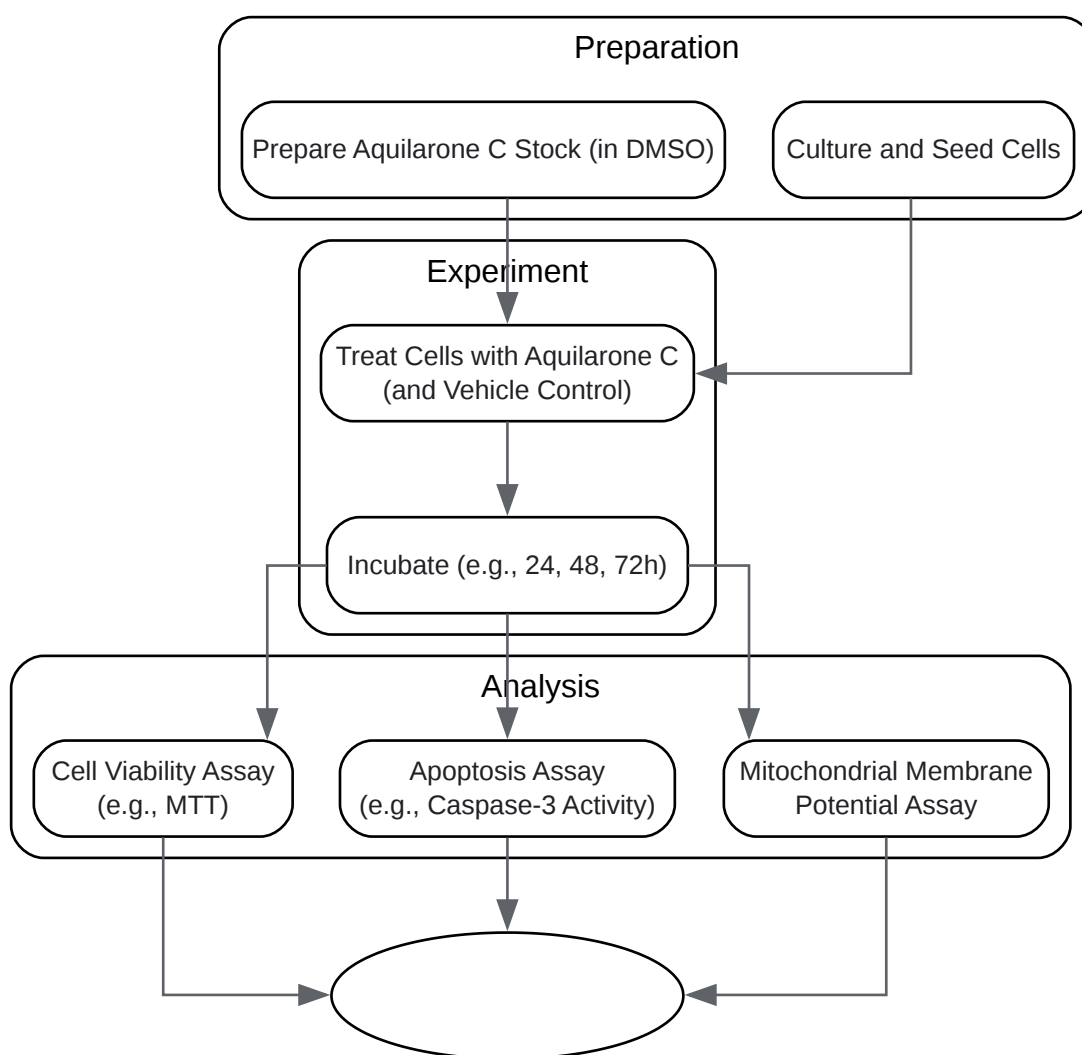 Preparation
Prepare Aquilarone C Stock (in DMSO)
Culture and Seed Cells
Experiment
Treat Cells with Aquilarone C
(and Vehicle Control)
Incubate (e.g., 24, 48, 72h)
Analysis
Cell Viability Assay
(e.g., MTT)
Apoptosis Assay
(e.g., Caspase-3 Activity)
Mitochondrial Membrane
Potential Assay